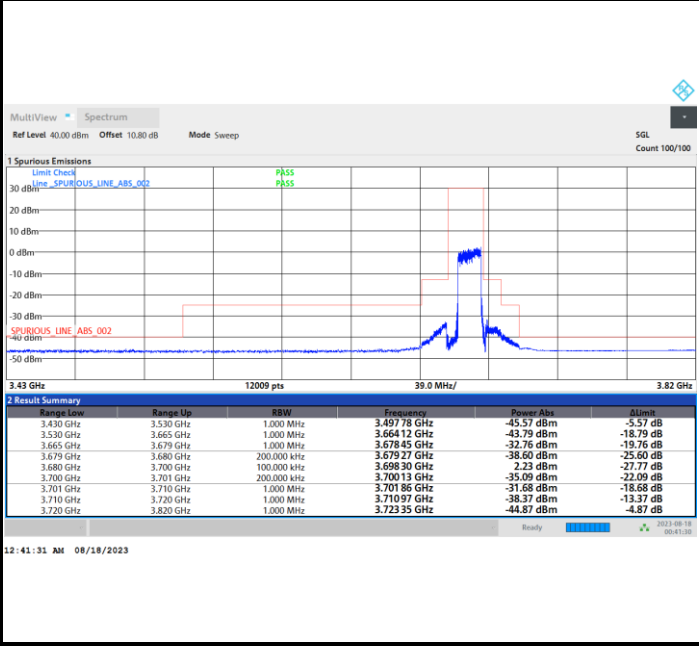 MultiView Spectrum
Ref Level 40.00 dBm Offset 10.80 dB Mode Sweep SGL
Count 100/100
1 Spurious Emissions
Limit Check PASS
Line _SPURIOUS_LINE_ABS_002 PASS
30 dBm
20 dBm
10 dBm
0 dBm
-10 dBm
-20 dBm
-30 dBm
SPURIOUS_LINE_ABS_002
-40 dBm
-50 dBm
3.43 GHz 12009 pts 39.0 MHz/ 3.82 GHz
2 Result Summary
Range Low Range Up RBW Frequency Power Abs ΔLimit
3.430 GHz 3.530 GHz 1.000 MHz 3.497 78 GHz -45.57 dBm -5.57 dB
3.530 GHz 3.665 GHz 1.000 MHz 3.664 12 GHz -43.79 dBm -18.79 dB
3.665 GHz 3.679 GHz 1.000 MHz 3.678 45 GHz -32.76 dBm -19.76 dB
3.679 GHz 3.680 GHz 200.000 kHz 3.679 27 GHz -38.60 dBm -25.60 dB
3.680 GHz 3.700 GHz 100.000 kHz 3.698 30 GHz 2.23 dBm -27.77 dB
3.700 GHz 3.701 GHz 200.000 kHz 3.700 13 GHz -35.09 dBm -22.09 dB
3.701 GHz 3.710 GHz 1.000 MHz 3.701 86 GHz -31.68 dBm -18.68 dB
3.710 GHz 3.720 GHz 1.000 MHz 3.710 97 GHz -38.37 dBm -13.37 dB
3.720 GHz 3.820 GHz 1.000 MHz 3.723 35 GHz -44.87 dBm -4.87 dB
Ready 2023-08-18
00:41:30
12:41:31 AM 08/18/2023